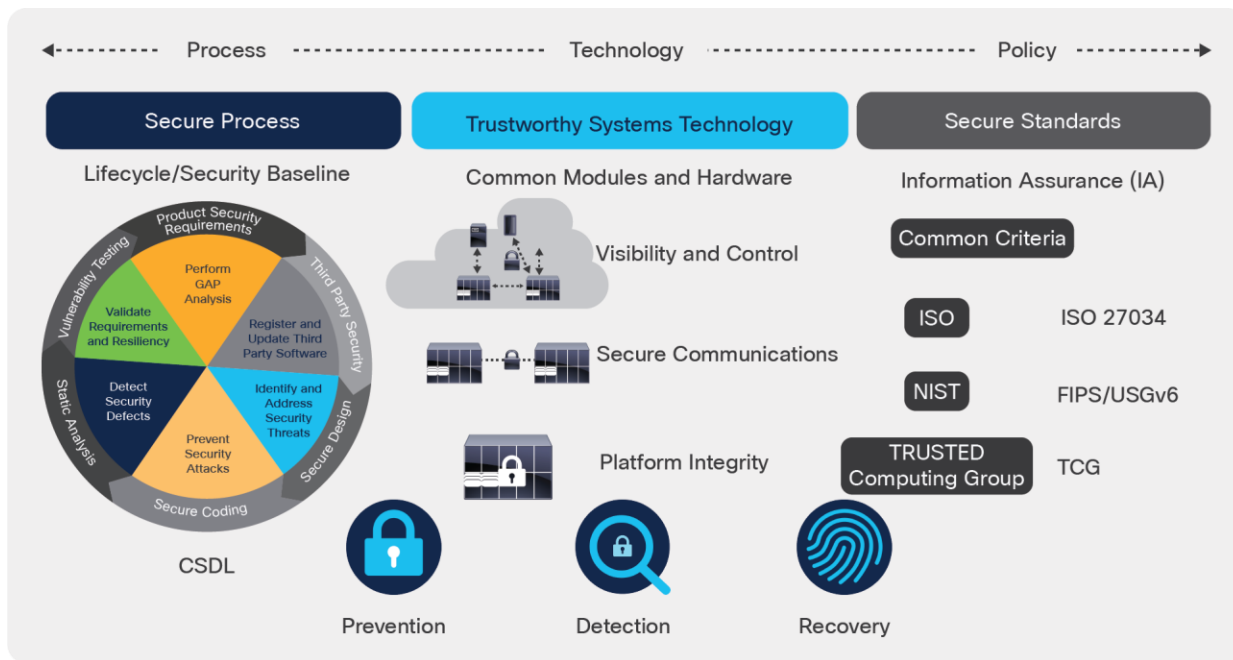 Process
Technology
Policy
Secure Process
Trustworthy Systems Technology
Secure Standards
Lifecycle/Security Baseline
Product Security
Requirements
Third Party Security
Secure Design
Secure Coding
Static Analysis
Vulnerability Testing
Perform
GAP
Analysis
Register and
Update Third
Party Software
Identify and
Address
Security
Threats
Prevent
Security
Attacks
Detect
Security
Defects
Validate
Requirements
and Resiliency
CSDL
Common Modules and Hardware
Visibility and Control
Secure Communications
Platform Integrity
Information Assurance (IA)
Common Criteria
ISO
ISO 27034
NIST
FIPS/USGv6
TRUSTED
Computing Group
TCG
Prevention
Detection
Recovery